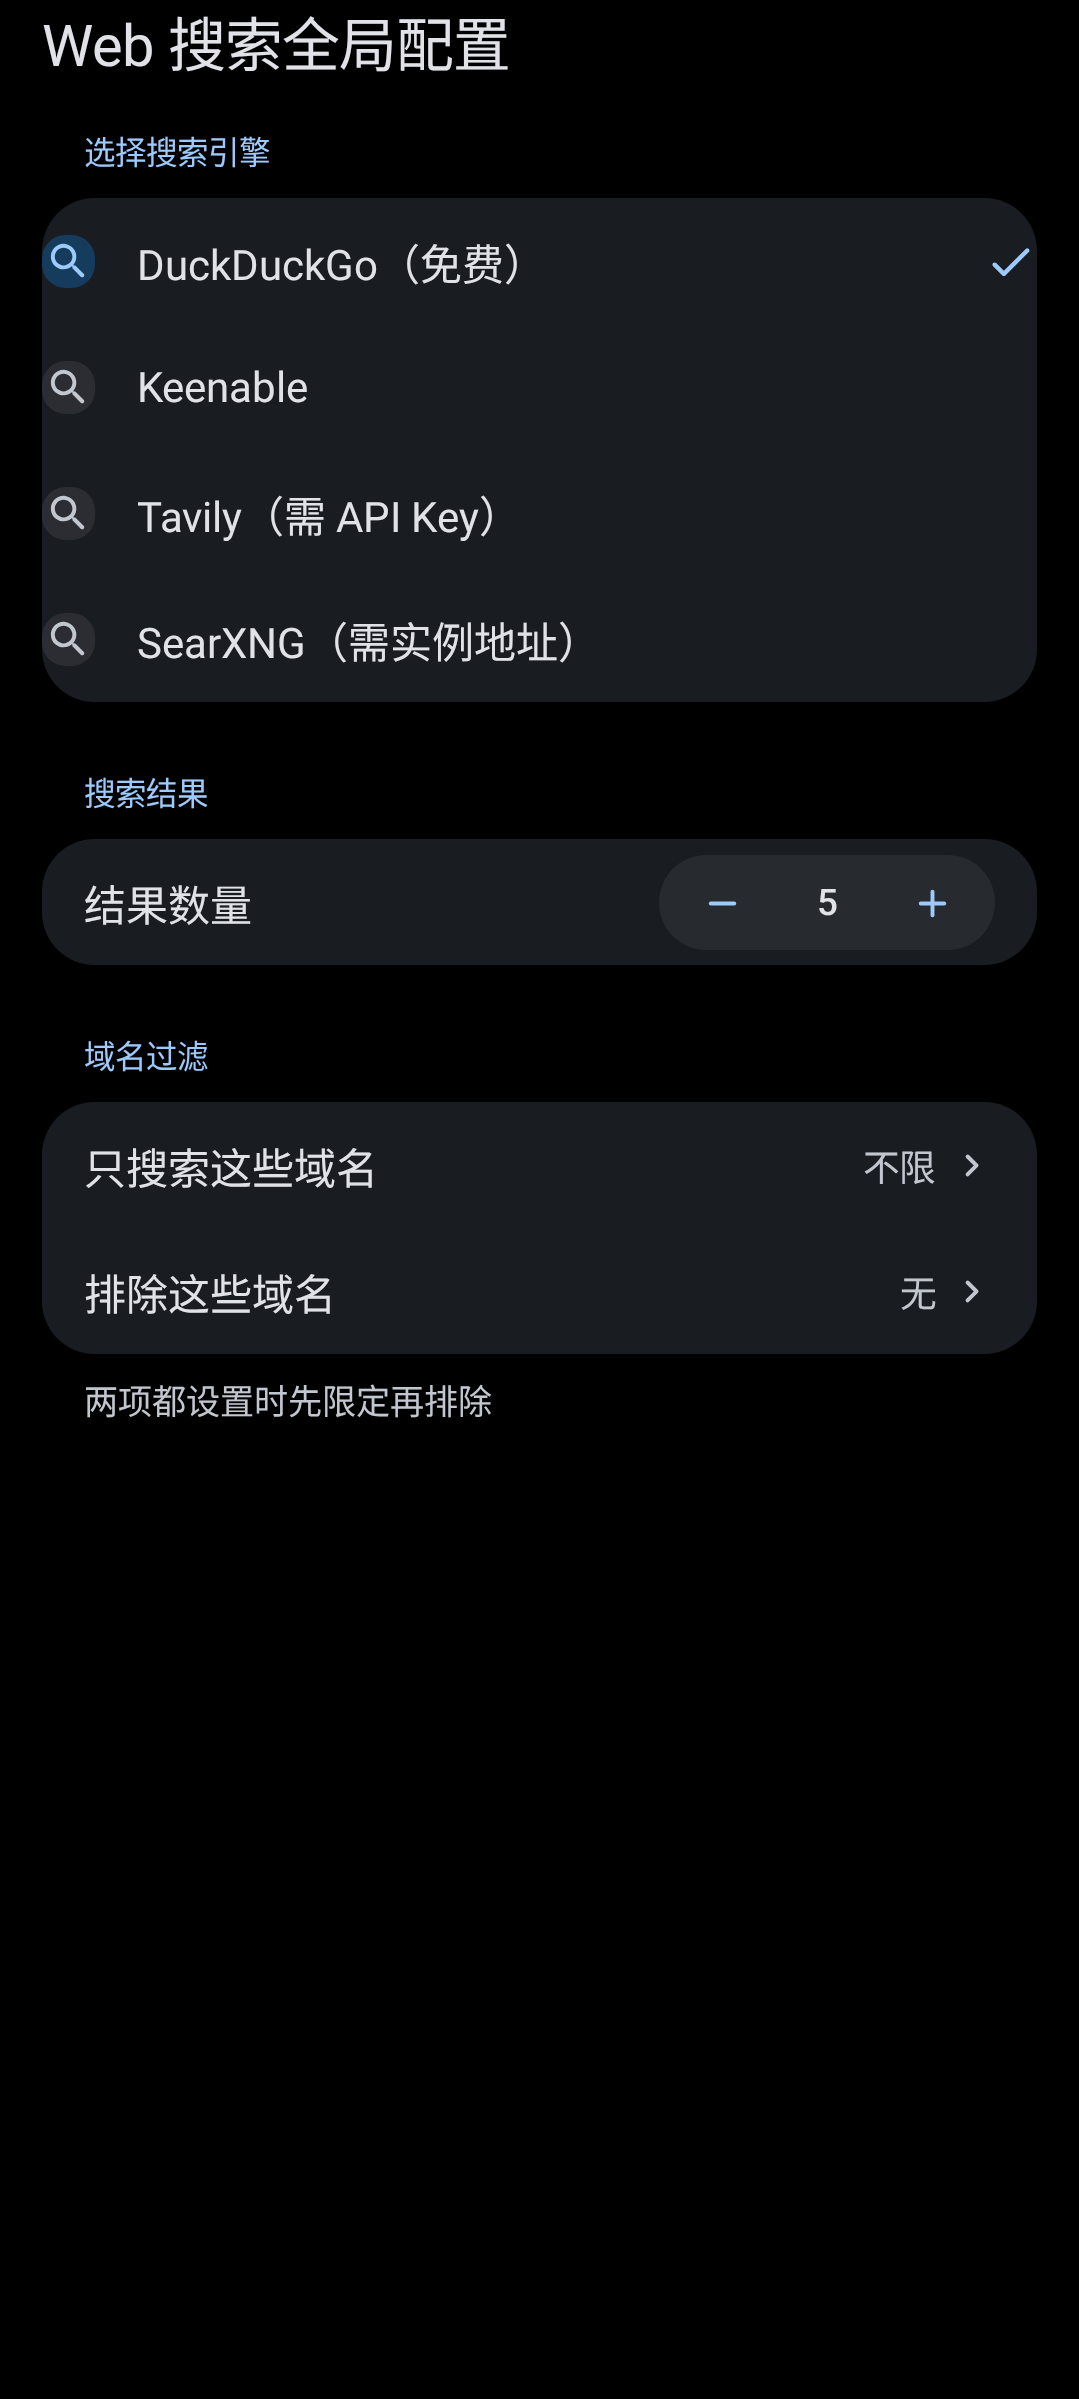 Web 搜索全局配置
选择搜索引擎
DuckDuckGo（免费）
Keenable
Tavily（需 API Key）
SearXNG（需实例地址）
搜索结果
结果数量 5
域名过滤
只搜索这些域名 不限
排除这些域名 无
两项都设置时先限定再排除